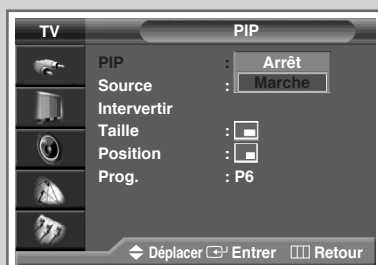 TV PIP
PIP : Arrêt
Source : Marche
Intervertir
Taille :
Position :
Prog. : P6
Déplacer Entrer Retour